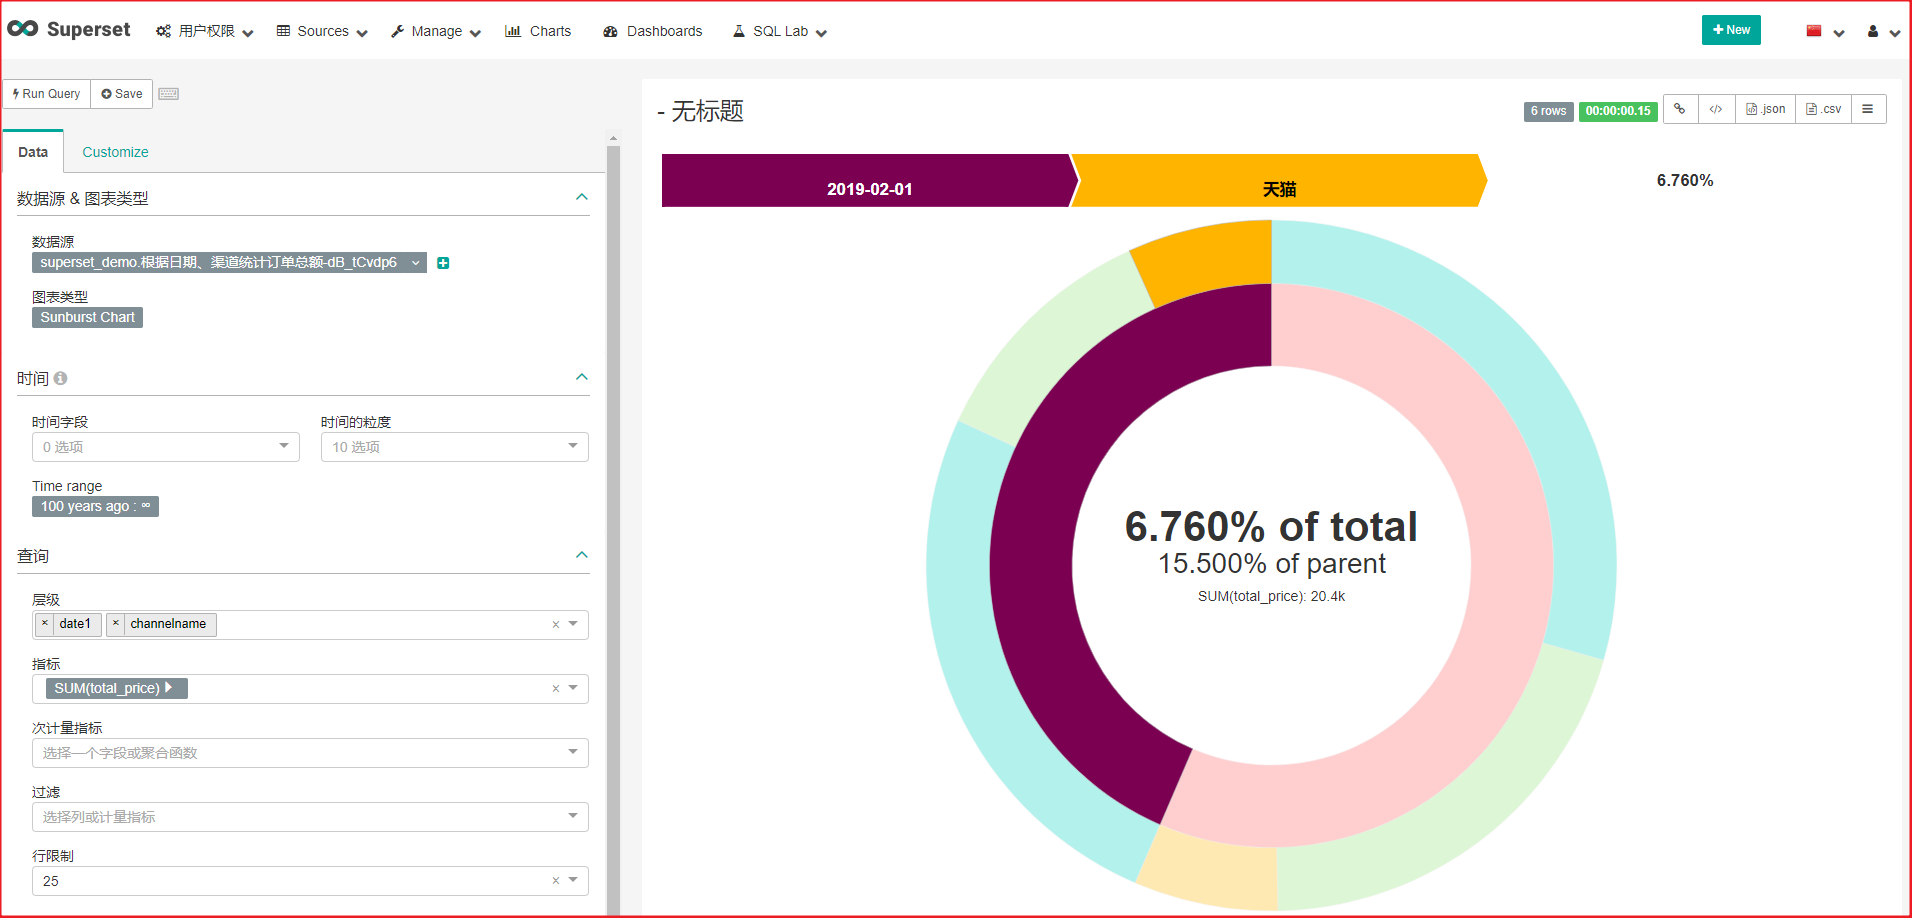 Superset 用户权限 Sources Manage Charts Dashboards SQL Lab New
Run Query Save
- 无标题
6 rows 00:00:00.15 </> .json .csv
Data Customize
2019-02-01 天猫 6.760%
数据源 & 图表类型
数据源
superset_demo.根据日期、渠道统计订单总额-dB_tCvdp6
图表类型
Sunburst Chart
时间
时间字段 时间的粒度
0 选项 10 选项
Time range
100 years ago : ∞
查询
层级
× date1 × channelname ×
指标
SUM(total_price) ×
次计量指标
选择一个字段或聚合函数
过滤
选择列或计量指标
行限制
25 ×
6.760% of total
15.500% of parent
SUM(total_price): 20.4k